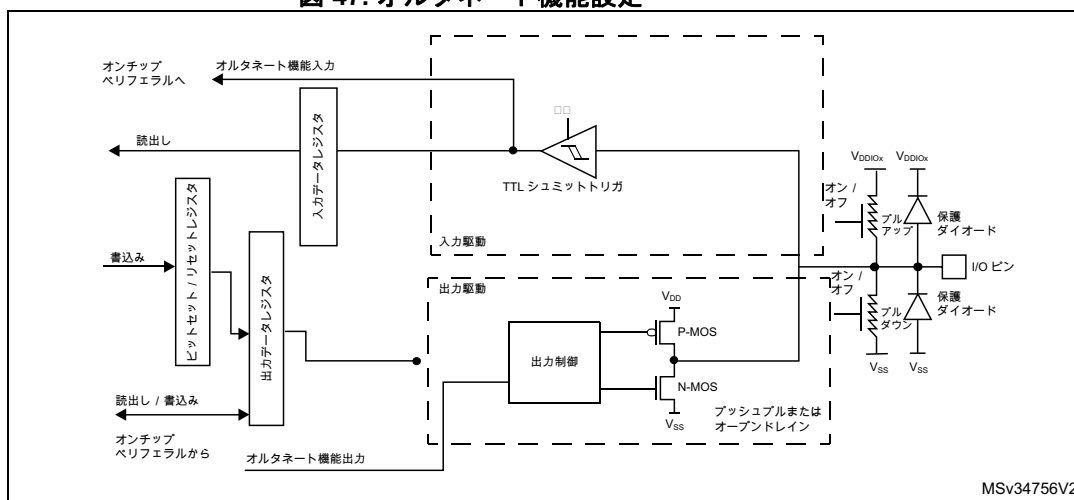 図 47. オルタネート機能設定
オンチップ
ペリフェラルへ
オルタネート機能入力
読出し
入力データレジスタ
TTL シュミットトリガ
入力駆動
書込み
ビットセット / リセットレジスタ
出力データレジスタ
読出し / 書込み
オンチップ
ペリフェラルから
オルタネート機能出力
出力駆動
出力制御
VDD
P-MOS
N-MOS
VSS
プッシュプルまたは
オープンドレイン
VDDIOx
VDDIOx
オン /
オフ
プル
アップ
保護
ダイオード
I/O ピン
オン /
オフ
プル
ダウン
保護
ダイオード
VSS
VSS
MSv34756V2